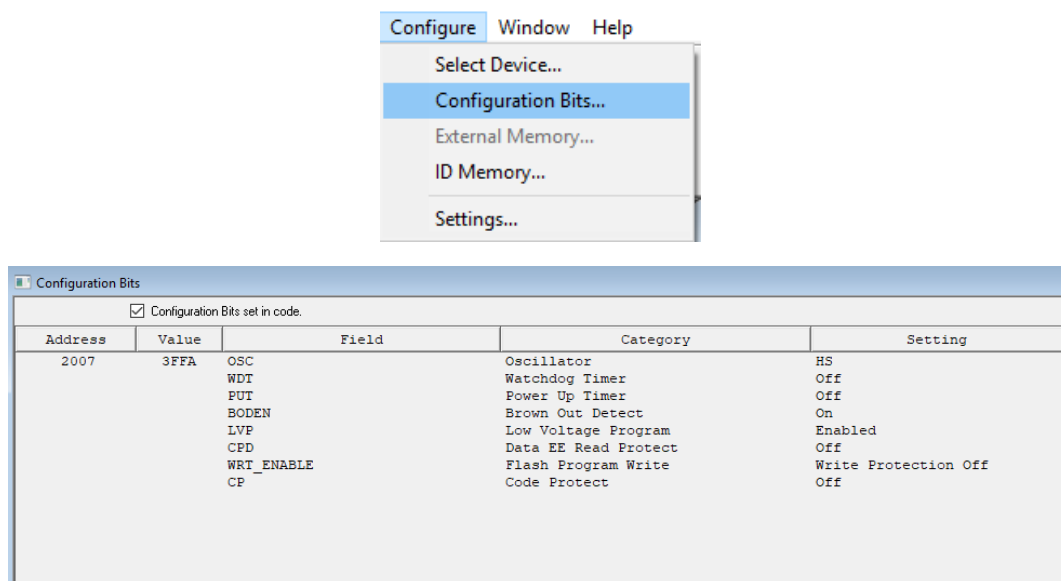 Configure Window Help
Select Device...
Configuration Bits...
External Memory...
ID Memory...
Settings...
Configuration Bits
Configuration Bits set in code.
Address Value Field Category Setting
2007 3FFA OSC Oscillator HS
WDT Watchdog Timer Off
PUT Power Up Timer Off
BODEN Brown Out Detect On
LVP Low Voltage Program Enabled
CPD Data EE Read Protect Off
WRT_ENABLE Flash Program Write Write Protection Off
CP Code Protect Off